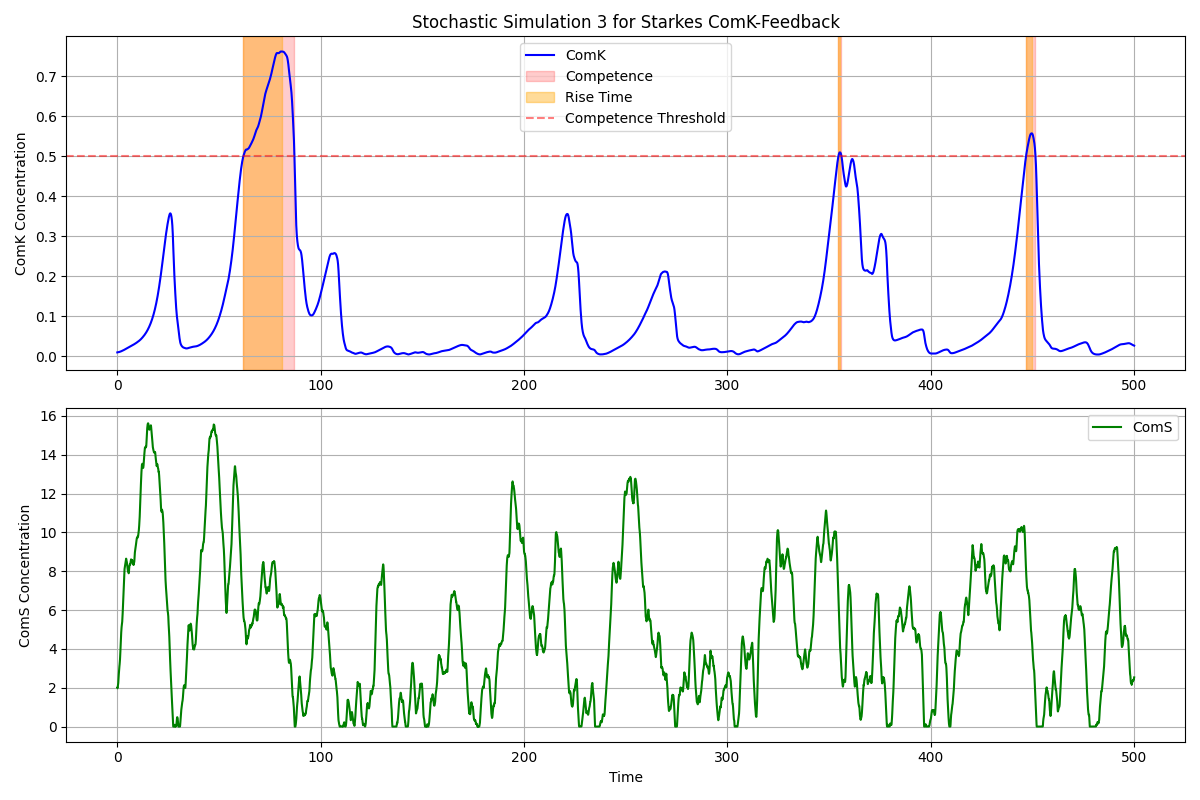 Stochastic Simulation 3 for Starkes ComK-Feedback
ComK Concentration
0.7
0.6
0.5
0.4
0.3
0.2
0.1
0.0
ComK
Competence
Rise Time
Competence Threshold
0 100 200 300 400 500
ComS Concentration
16
14
12
10
8
6
4
2
0
ComS
0 100 200 300 400 500
Time